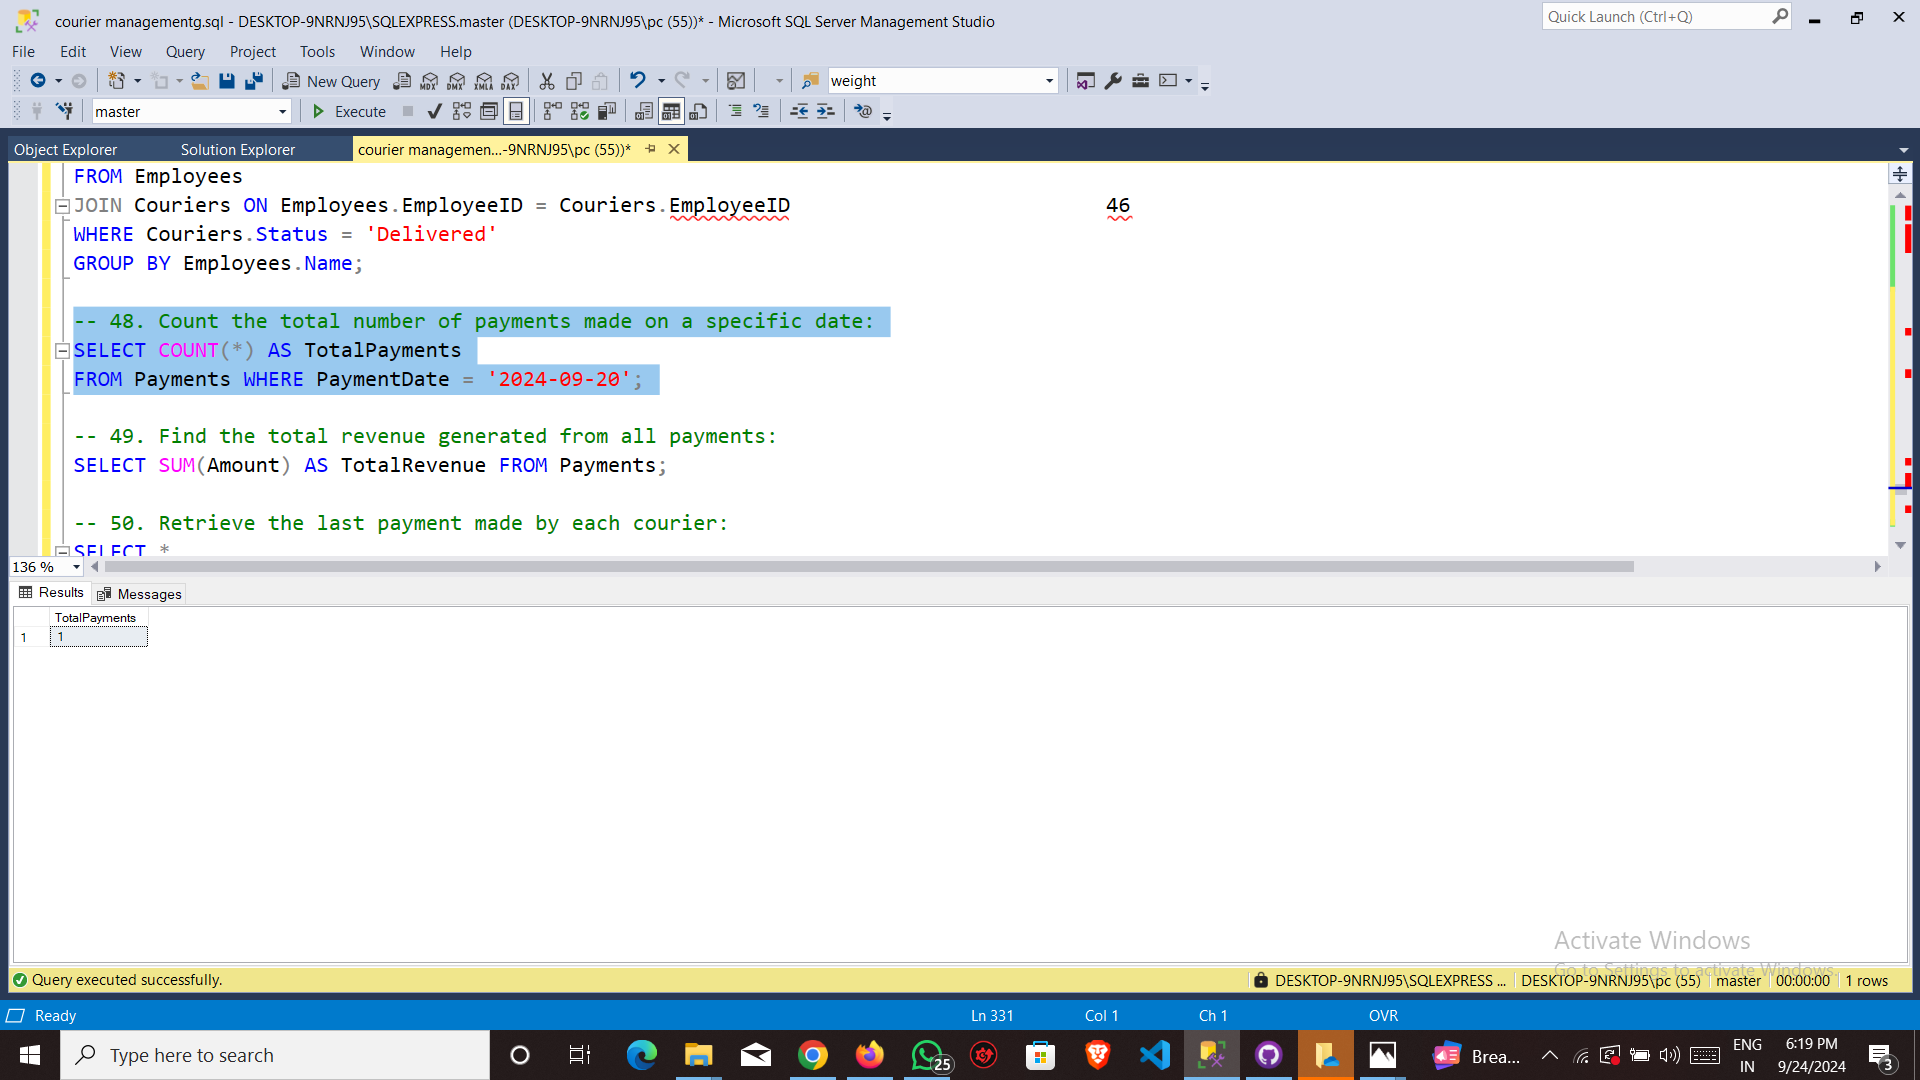 courier managementg.sql - DESKTOP-9NRNJ95\SQLEXPRESS.master (DESKTOP-9NRNJ95\pc (55))* - Microsoft SQL Server Management Studio
Quick Launch (Ctrl+Q)
File Edit View Query Project Tools Window Help
New Query MDX DMX XMLA DAX weight
master Execute
Object Explorer Solution Explorer courier managemen...-9NRNJ95\pc (55))*
FROM Employees
JOIN Couriers ON Employees.EmployeeID = Couriers.EmployeeID 46
WHERE Couriers.Status = 'Delivered'
GROUP BY Employees.Name;
-- 48. Count the total number of payments made on a specific date:
SELECT COUNT(*) AS TotalPayments
FROM Payments WHERE PaymentDate = '2024-09-20';
-- 49. Find the total revenue generated from all payments:
SELECT SUM(Amount) AS TotalRevenue FROM Payments;
-- 50. Retrieve the last payment made by each courier:
SELECT *
136 %
Results Messages
TotalPayments
1 1
Activate Windows
Go to Settings to activate Windows.
Query executed successfully. DESKTOP-9NRNJ95\SQLEXPRESS ... DESKTOP-9NRNJ95\pc (55) master 00:00:00 1 rows
Ready Ln 331 Col 1 Ch 1 OVR
Type here to search 25 Brea... ENG 6:19 PM
IN 9/24/2024 3